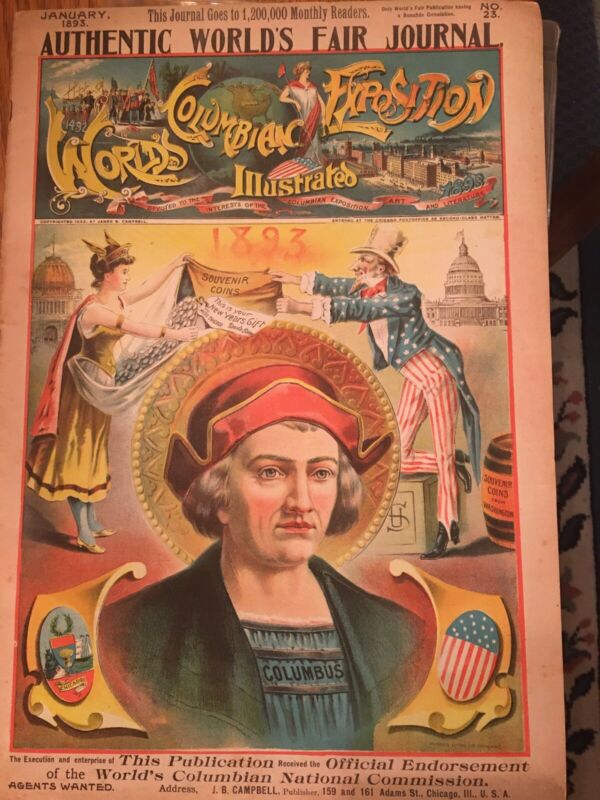 JANUARY, 1893.
This Journal Goes to 1,200,000 Monthly Readers.
Only World's Fair Publication having
a Bonafide Circulation.
NO. 23.
AUTHENTIC WORLD'S FAIR JOURNAL.
1492
WORLDS
COLUMBIAN
EXPOSITION
Illustrated
1893
DEVOTED TO THE INTERESTS OF THE COLUMBIAN EXPOSITION ART AND LITERATURE
COPYRIGHTED 1892, BY JAMES B. CAMPBELL.
ENTERED AT THE CHICAGO POSTOFFICE AS SECOND-CLASS MATTER.
1893
SOUVENIR
COINS
This is your
New Years Gift
SOUVENIR
COINS
FROM
WASHINGTON
US
COLUMBUS
CHICAGO
The Execution and enterprise of This Publication Received the Official Endorsement
of the World's Columbian National Commission.
AGENTS WANTED.
Address, J. B. CAMPBELL, Publisher, 159 and 161 Adams St., Chicago, Ill., U. S. A.